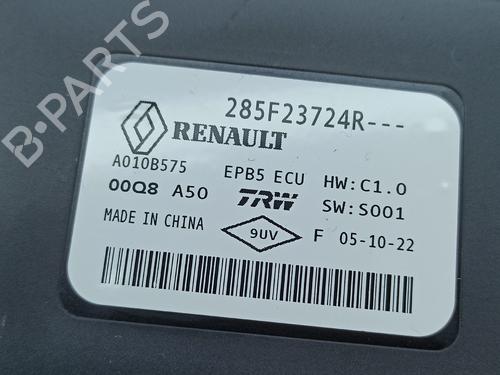 285F23724R---
RENAULT
A010B575 EPB5 ECU HW:C1.0
00Q8 A50 TRW SW:S001
MADE IN CHINA 9UV F 05-10-22
B-PARTS